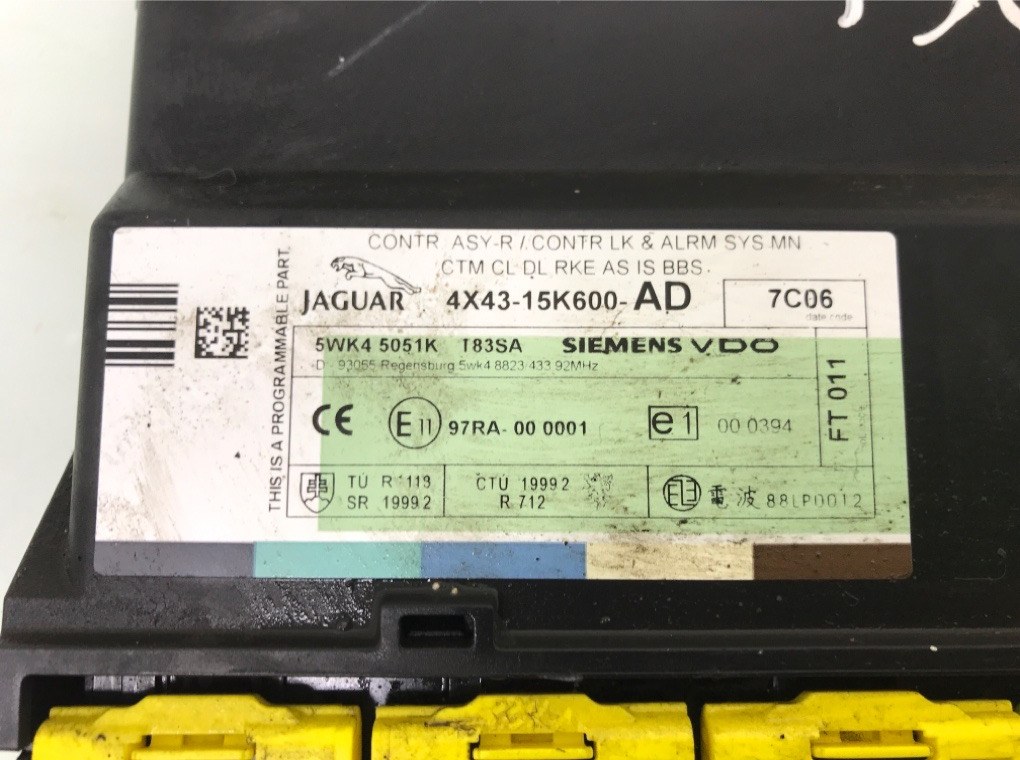 CONTR ASY-R / CONTR LK & ALRM SYS MN
CTM CL DL RKE AS IS BBS.
JAGUAR 4X43-15K600-AD 7C06
date code
5WK4 5051K T83SA SIEMENS VDO
D - 93055 Regensburg 5wk4 8823 433.92MHz
CE E11 97RA- 00 0001 e1 00 0394
FT 011
TU R 113
SR 1999 2
CTU 1999 2
R 712
電波 88LP0012
THIS IS A PROGRAMMABLE PART.